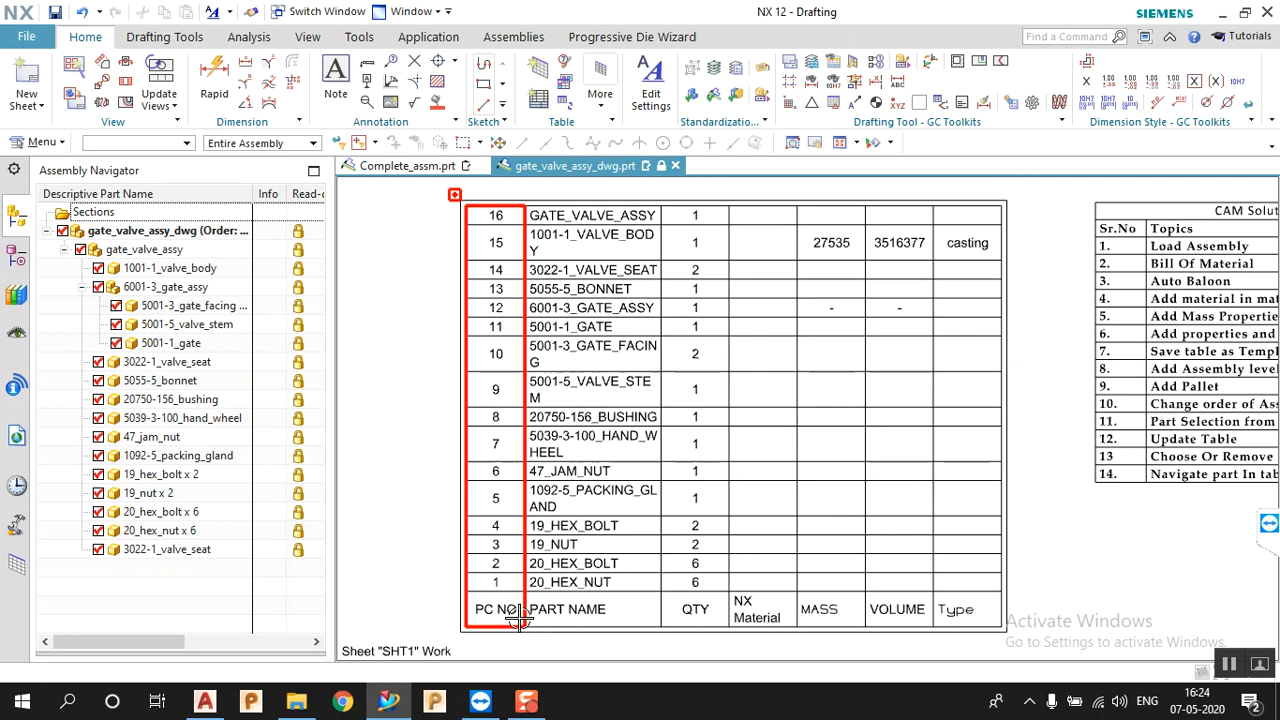 NX
Switch Window
Window
NX 12 - Drafting
SIEMENS
File
Home
Drafting Tools
Analysis
View
Tools
Application
Assemblies
Progressive Die Wizard
Find a Command
Tutorials
New
Sheet
Update
Views
View
Rapid
Dimension
A
Note
Annotation
Sketch
Table
More
Edit
Settings
Standardizatio...
Drafting Tool - GC Toolkits
Dimension Style - GC Toolkits
Menu
Entire Assembly
Assembly Navigator
Complete_assm.prt
gate_valve_assy_dwg.prt
Descriptive Part Name
Info
Read-c
Sections
gate_valve_assy_dwg (Order: ...
gate_valve_assy
1001-1_valve_body
6001-3_gate_assy
5001-3_gate_facing ...
5001-5_valve_stem
5001-1_gate
3022-1_valve_seat
5055-5_bonnet
20750-156_bushing
5039-3-100_hand_wheel
47_jam_nut
1092-5_packing_gland
19_hex_bolt x 2
19_nut x 2
20_hex_bolt x 6
20_hex_nut x 6
3022-1_valve_seat
16 GATE_VALVE_ASSY 1
15 1001-1_VALVE_BOD
Y 1 27535 3516377 casting
14 3022-1_VALVE_SEAT 2
13 5055-5_BONNET 1
12 6001-3_GATE_ASSY 1 - -
11 5001-1_GATE 1
10 5001-3_GATE_FACIN
G 2
9 5001-5_VALVE_STE
M 1
8 20750-156_BUSHING 1
7 5039-3-100_HAND_W
HEEL 1
6 47_JAM_NUT 1
5 1092-5_PACKING_GL
AND 1
4 19_HEX_BOLT 2
3 19_NUT 2
2 20_HEX_BOLT 6
1 20_HEX_NUT 6
PC NO PART NAME QTY NX
Material MASS VOLUME Type
CAM Solut
Sr.No Topics
1. Load Assembly
2. Bill Of Material
3. Auto Baloon
4. Add material in ma
5. Add Mass Properti
6. Add properties and
7. Save table as Temp
8. Add Assembly leve
9. Add Pallet
10. Change order of As
11. Part Selection from
12. Update Table
13 Choose Or Remove
14. Navigate part In ta
Activate Windows
Go to Settings to activate Windows.
Sheet "SHT1" Work
ENG
16:24
07-05-2020
2